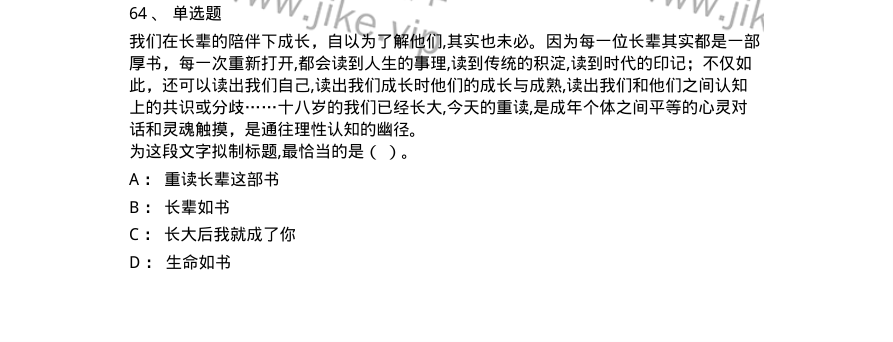 www.jike.vip
www.jik
64 、 单选题
我们在长辈的陪伴下成长，自以为了解他们,其实也未必。因为每一位长辈其实都是一部
厚书，每一次重新打开,都会读到人生的事理,读到传统的积淀,读到时代的印记；不仅如
此，还可以读出我们自己,读出我们成长时他们的成长与成熟,读出我们和他们之间认知
上的共识或分歧……十八岁的我们已经长大,今天的重读,是成年个体之间平等的心灵对
话和灵魂触摸，是通往理性认知的幽径。
为这段文字拟制标题,最恰当的是（ ）。
A ： 重读长辈这部书
B ： 长辈如书
C ： 长大后我就成了你
D ： 生命如书